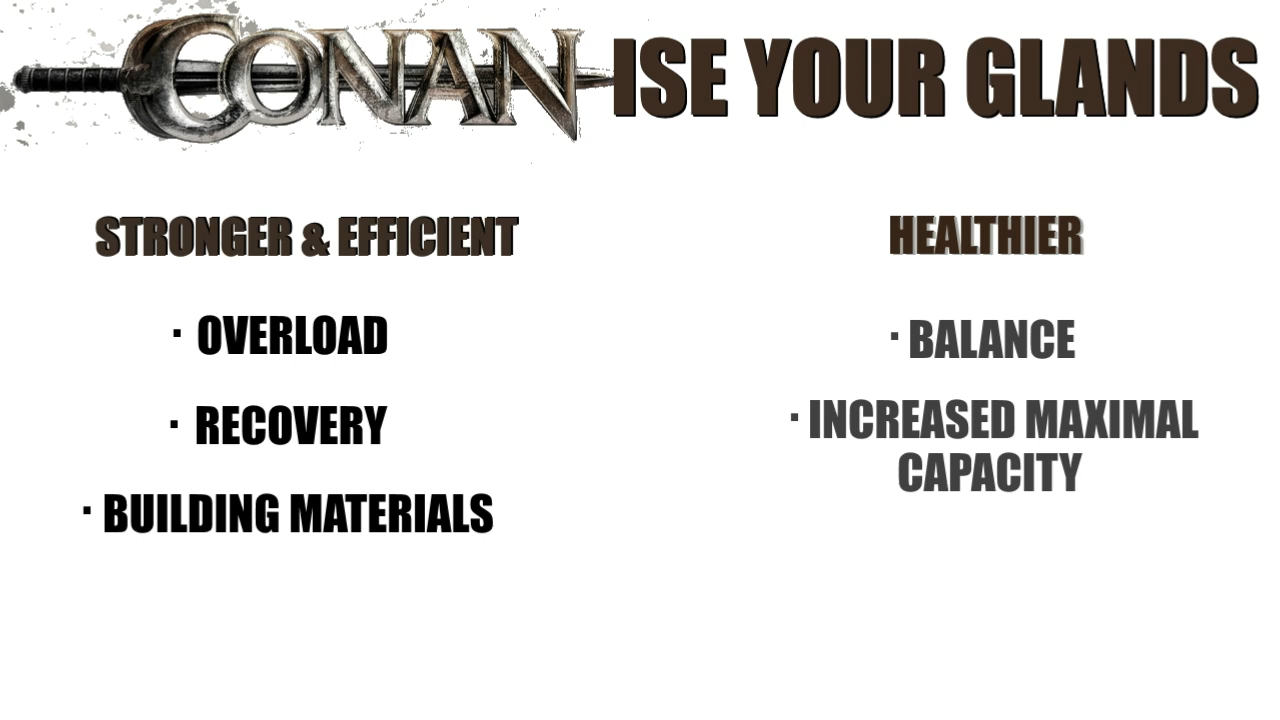 CONAN ISE YOUR GLANDS
STRONGER & EFFICIENT
· OVERLOAD
· RECOVERY
· BUILDING MATERIALS
HEALTHIER
· BALANCE
· INCREASED MAXIMAL
CAPACITY